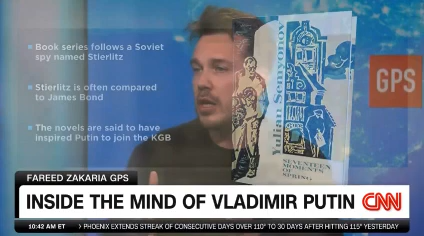 Book series follows a Soviet
spy named Stierlitz
Stierlitz is often compared
to James Bond
The novels are said to have
inspired Putin to join the KGB
Yulian Semyonov
SEVENTEEN
MOMENTS
OF
SPRING
GPS
FAREED ZAKARIA GPS
INSIDE THE MIND OF VLADIMIR PUTIN CNN
10:42 AM ET > PHOENIX EXTENDS STREAK OF CONSECUTIVE DAYS OVER 110° TO 30 DAYS AFTER HITTING 115° YESTERDAY